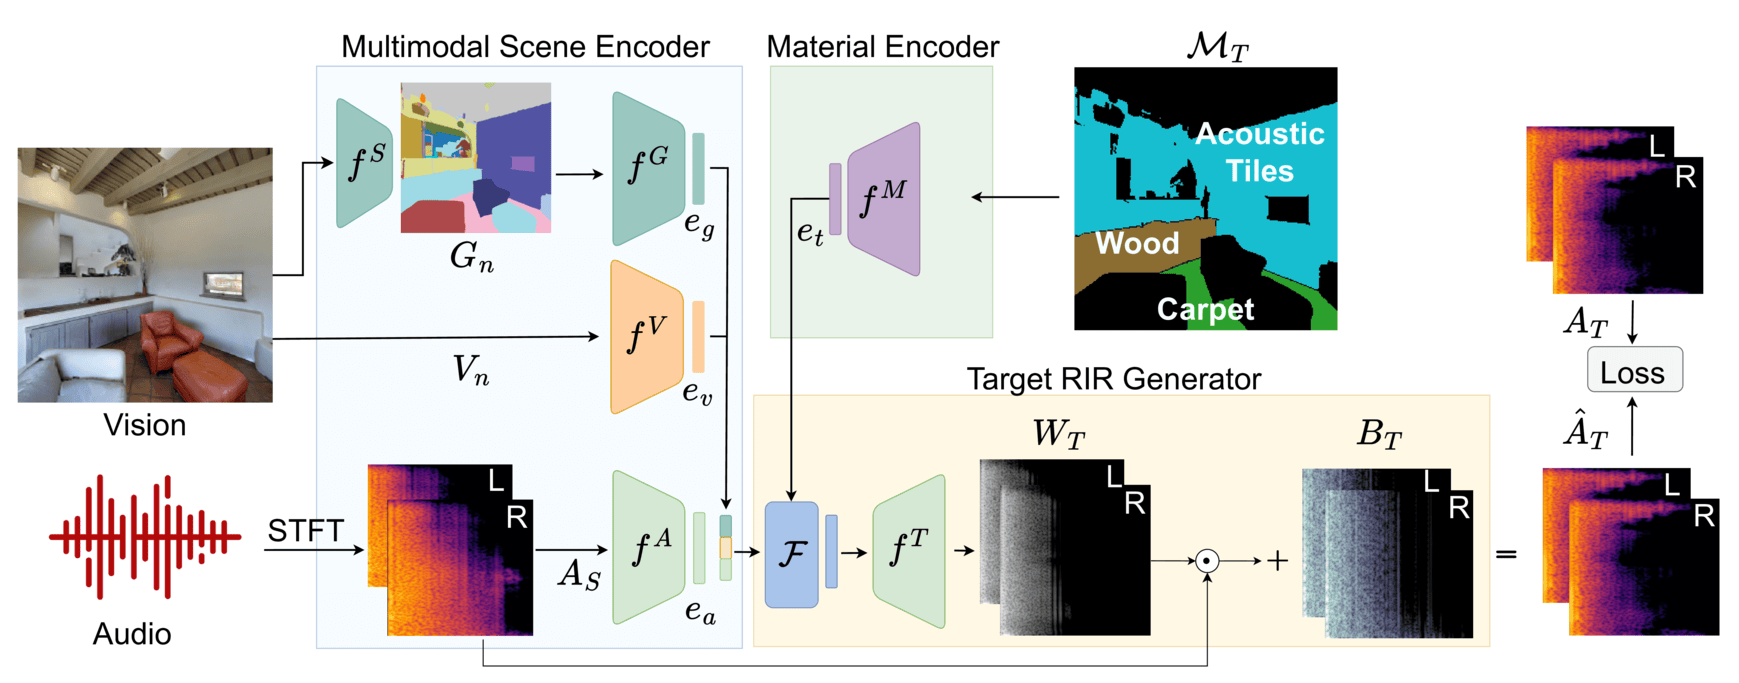 Multimodal Scene Encoder
Material Encoder
$\mathcal{M}_T$
$f^S$
$G_n$
$f^G$
$e_g$
$f^M$
$e_t$
Acoustic
Tiles
Wood
Carpet
L
R
$A_T$
Loss
$\hat{A}_T$
Vision
$V_n$
$f^V$
$e_v$
Target RIR Generator
Audio
STFT
L
R
$A_S$
$f^A$
$e_a$
$\mathcal{F}$
$f^T$
$W_T$
L
R
⊙
+
$B_T$
L
R
=
L
R